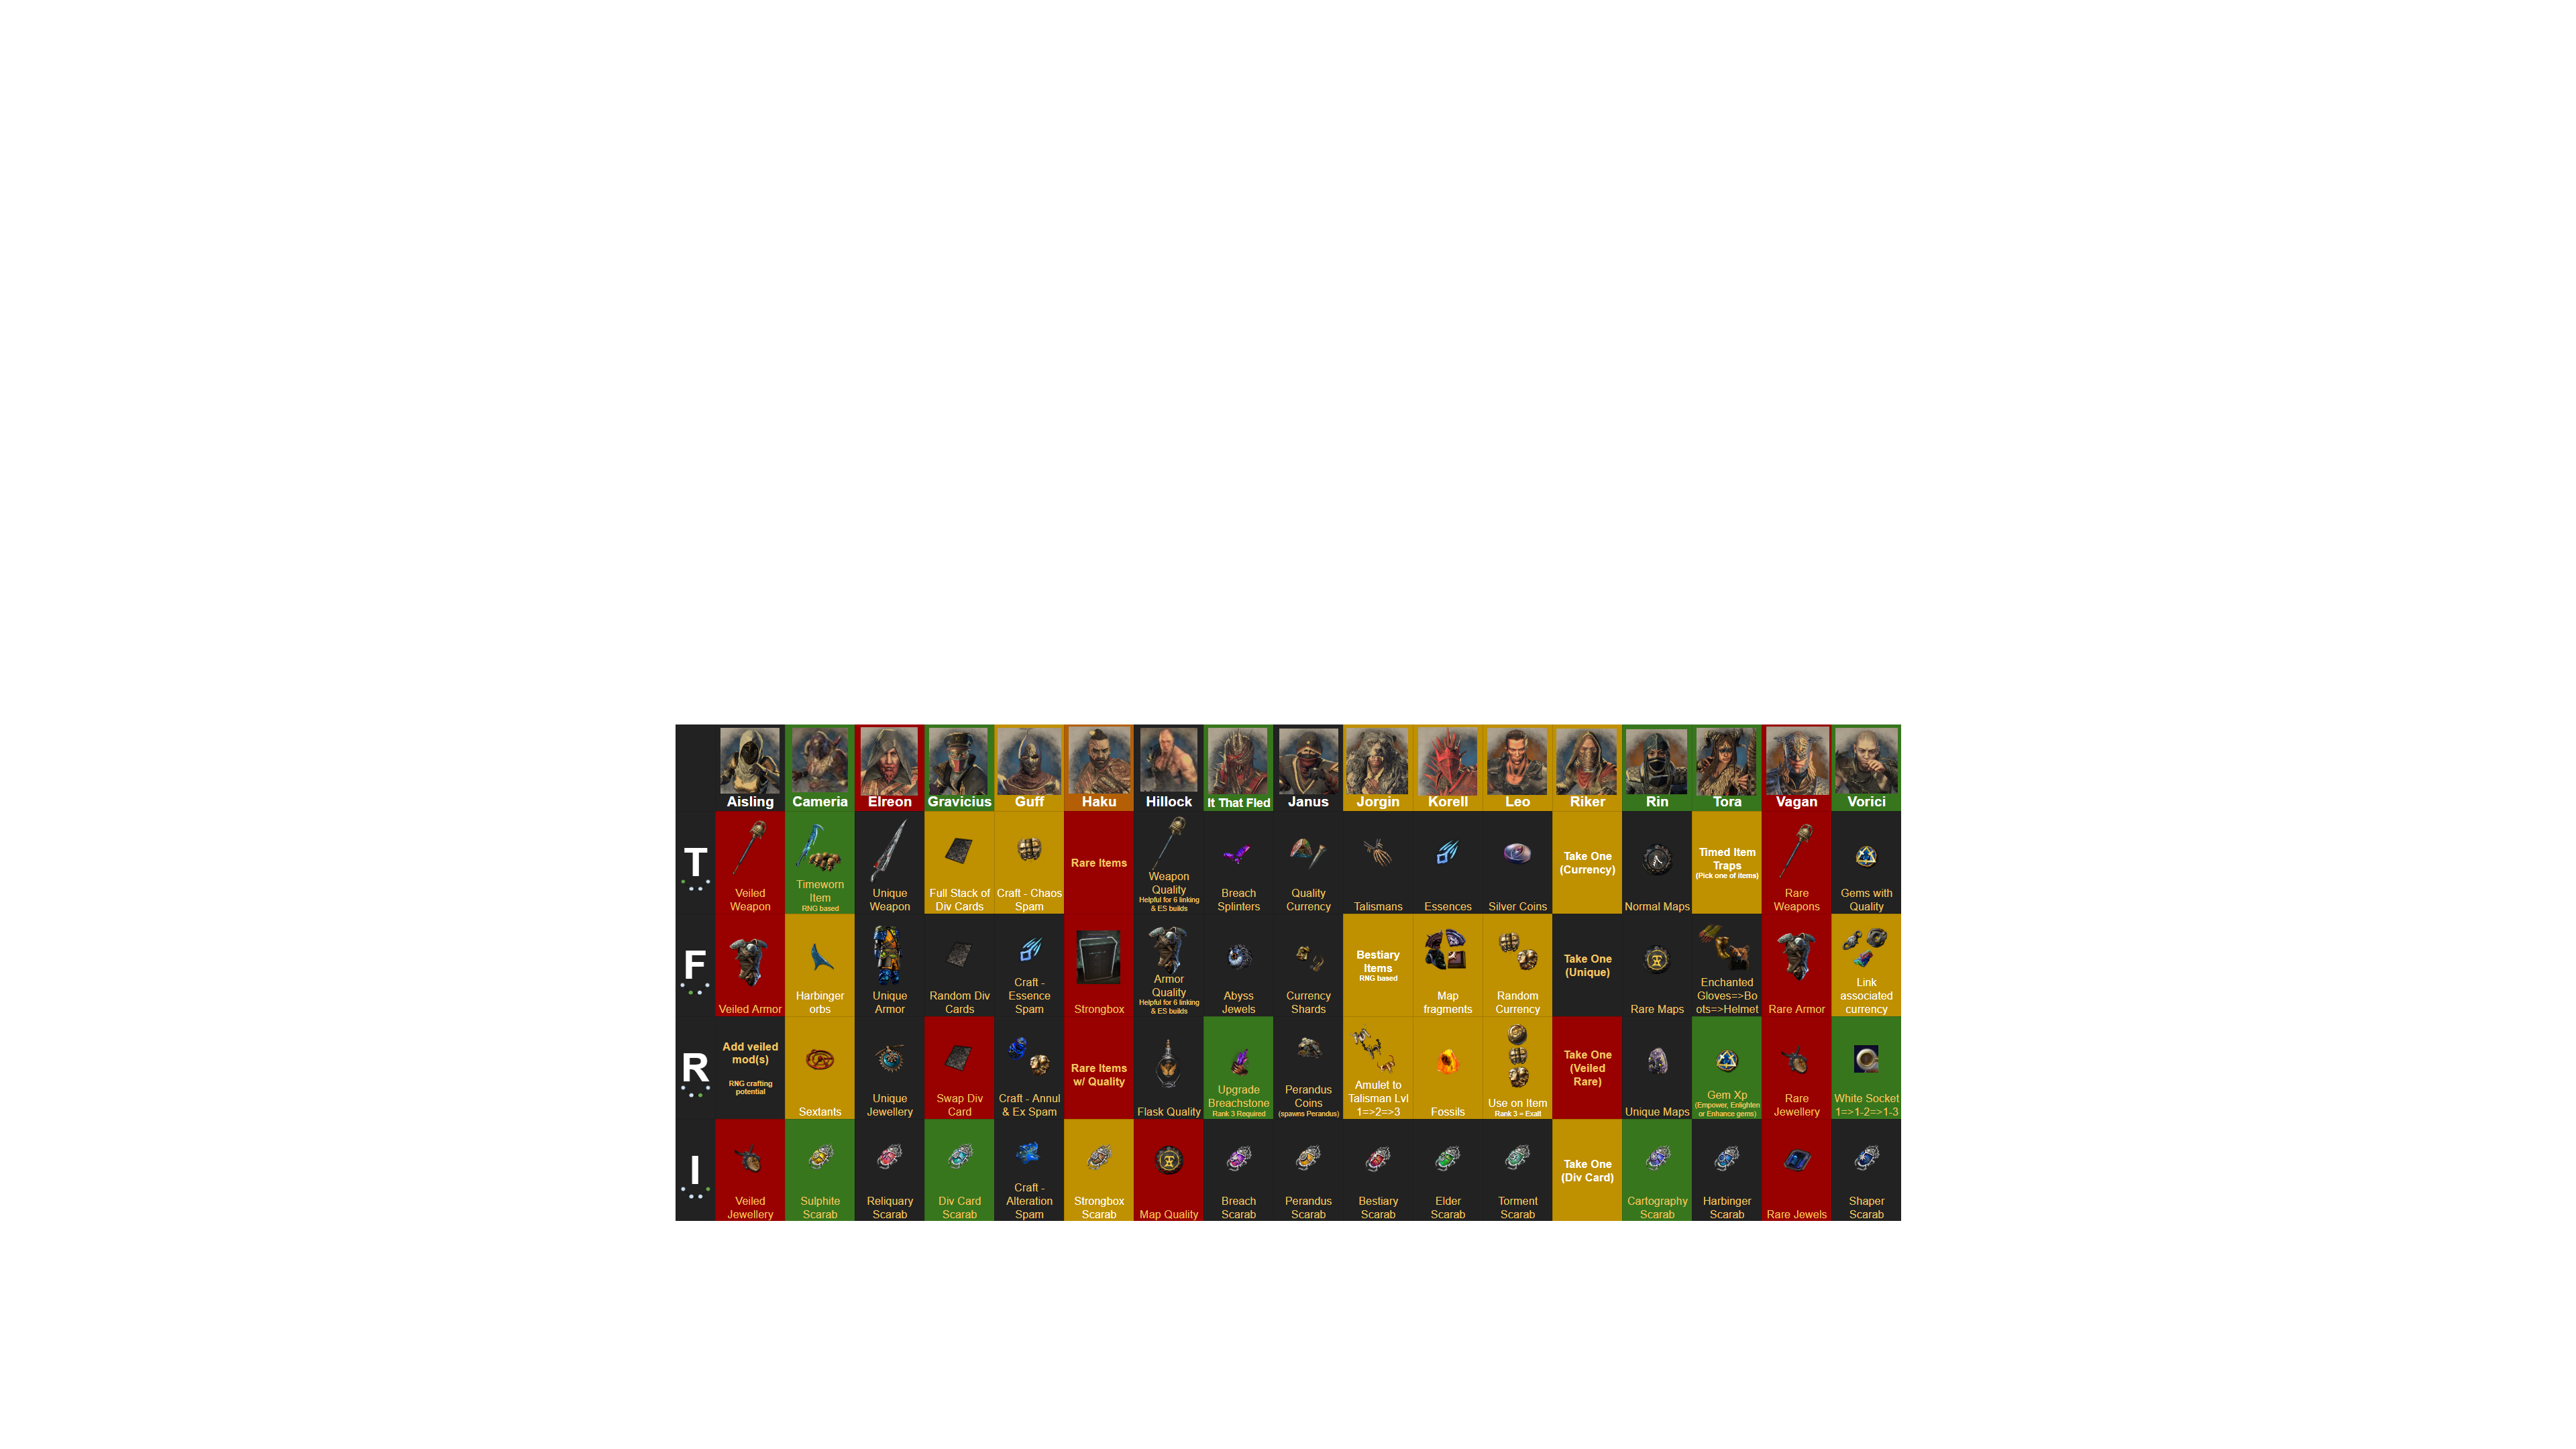 Aisling
Cameria
Elreon
Gravicius
Guff
Haku
Hillock
It That Fled
Janus
Jorgin
Korell
Leo
Riker
Rin
Tora
Vagan
Vorici
T
Veiled
Weapon
Timeworn
Item
RNG based
Unique
Weapon
Full Stack of
Div Cards
Craft - Chaos
Spam
Rare Items
Weapon
Quality
Helpful for 6 linking
& ES builds
Breach
Splinters
Quality
Currency
Talismans
Essences
Silver Coins
Take One
(Currency)
Normal Maps
Timed Item
Traps
(Pick one of items)
Rare
Weapons
Gems with
Quality
F
Veiled Armor
Harbinger
orbs
Unique
Armor
Random Div
Cards
Craft -
Essence
Spam
Strongbox
Armor
Quality
Helpful for 6 linking
& ES builds
Abyss
Jewels
Currency
Shards
Bestiary
Items
RNG based
Map
fragments
Random
Currency
Take One
(Unique)
Rare Maps
Enchanted
Gloves=>Bo
ots=>Helmet
Rare Armor
Link
associated
currency
R
Add veiled
mod(s)
RNG crafting
potential
Sextants
Unique
Jewellery
Swap Div
Card
Craft - Annul
& Ex Spam
Rare Items
w/ Quality
Flask Quality
Upgrade
Breachstone
Rank 3 Required
Perandus
Coins
(spawns Perandus)
Amulet to
Talisman Lvl
1=>2=>3
Fossils
Use on Item
Rank 3 = Exalt
Take One
(Veiled
Rare)
Unique Maps
Gem Xp
(Empower, Enlighten
or Enhance gems)
Rare
Jewellery
White Socket
1=>1-2=>1-3
I
Veiled
Jewellery
Sulphite
Scarab
Reliquary
Scarab
Div Card
Scarab
Craft -
Alteration
Spam
Strongbox
Scarab
Map Quality
Breach
Scarab
Perandus
Scarab
Bestiary
Scarab
Elder
Scarab
Torment
Scarab
Take One
(Div Card)
Cartography
Scarab
Harbinger
Scarab
Rare Jewels
Shaper
Scarab